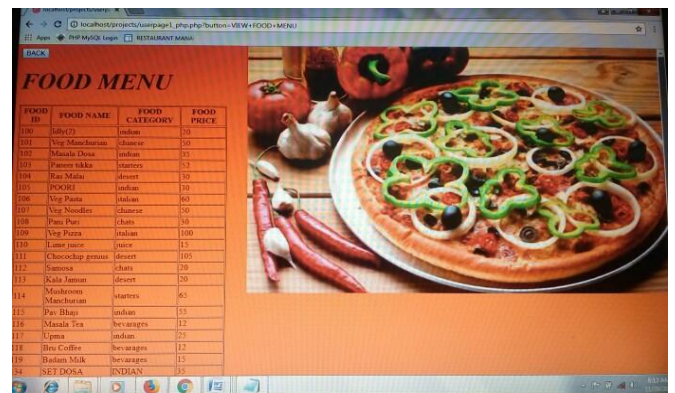 localhost/projects/userpage1_php.php?button=VIEW+FOOD+MENU
Apps PHP MySQL Login RESTAURANT MANA
BACK
FOOD MENU
FOOD ID FOOD NAME FOOD CATEGORY FOOD PRICE
100 Idly(2) indian 20
101 Veg Manchurian chinese 50
102 Masala Dosa indian 35
103 Paneer tikka starters 53
104 Ras Malai desert 30
105 POORI indian 30
106 Veg Pasta italian 60
107 Veg Noodles chinese 50
108 Pani Puri chats 30
109 Veg Pizza italian 100
110 Lime juice juice 15
111 Chocochip genius desert 105
112 Samosa chats 20
113 Kala Jamun desert 20
114 Mushroom Manchurian starters 65
115 Pav Bhaji indian 55
116 Masala Tea bevarages 12
117 Upma indian 25
118 Bru Coffee bevarages 12
119 Badam Milk bevarages 15
34 SET DOSA INDIAN 35